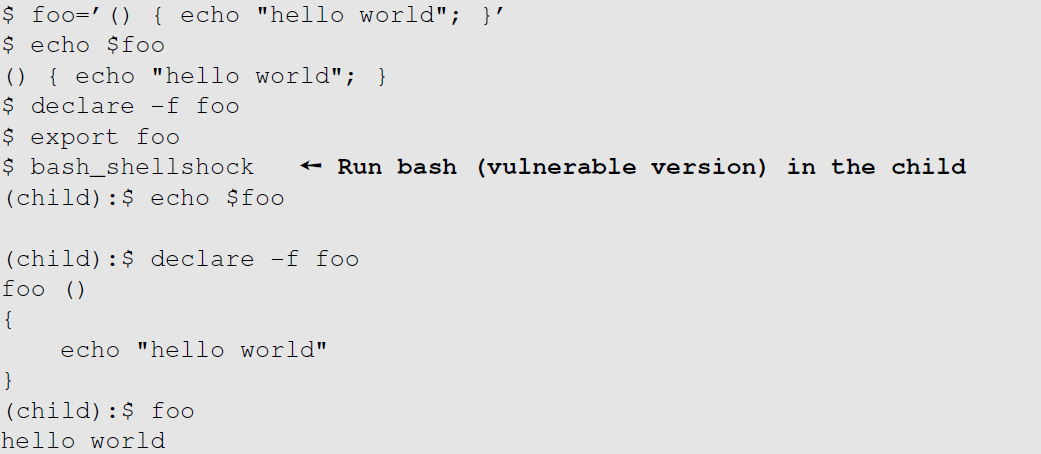 $ foo=’() { echo "hello world"; }’
$ echo $foo
() { echo "hello world"; }
$ declare -f foo
$ export foo
$ bash_shellshock ← Run bash (vulnerable version) in the child
(child):$ echo $foo
(child):$ declare -f foo
foo ()
{
    echo "hello world"
}
(child):$ foo
hello world